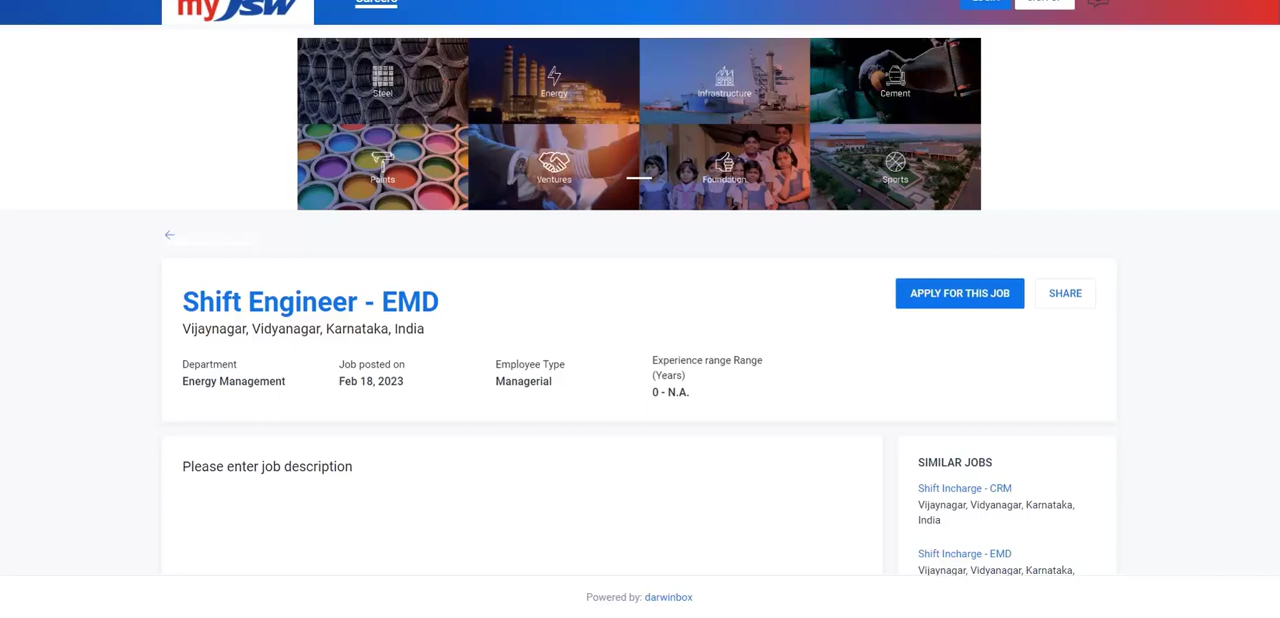 myJSW
Careers
Steel
Energy
Infrastructure
Cement
Paints
Ventures
Foundation
Sports
Shift Engineer - EMD
APPLY FOR THIS JOB
SHARE
Vijaynagar, Vidyanagar, Karnataka, India
Department
Job posted on
Employee Type
Experience range Range
(Years)
Energy Management
Feb 18, 2023
Managerial
0 - N.A.
Please enter job description
SIMILAR JOBS
Shift Incharge - CRM
Vijaynagar, Vidyanagar, Karnataka,
India
Shift Incharge - EMD
Vijaynagar, Vidyanagar, Karnataka,
Powered by: darwinbox